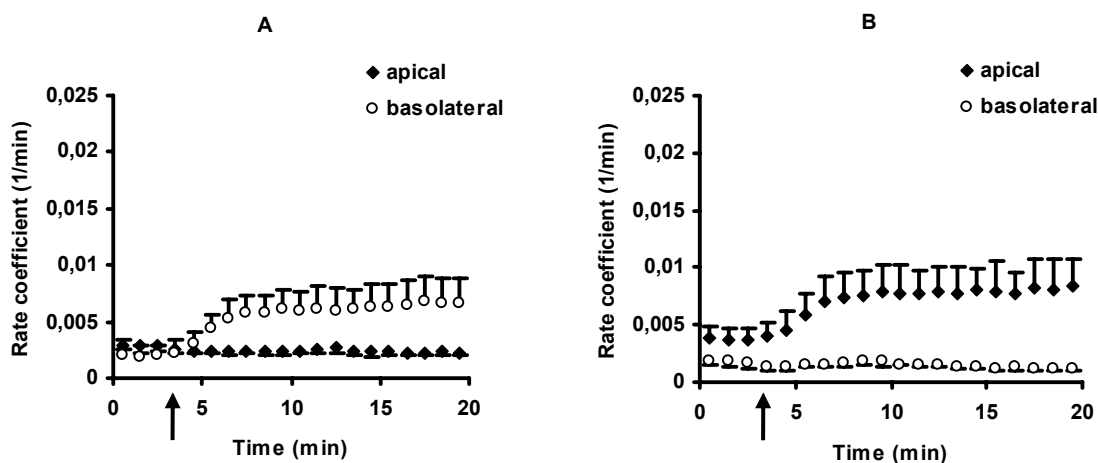 A
◆ apical
○ basolateral
Rate coefficient (1/min)
0,025
0,02
0,015
0,01
0,005
0
0 5 10 15 20
Time (min)
B
◆ apical
○ basolateral
Rate coefficient (1/min)
0,025
0,02
0,015
0,01
0,005
0
0 5 10 15 20
Time (min)